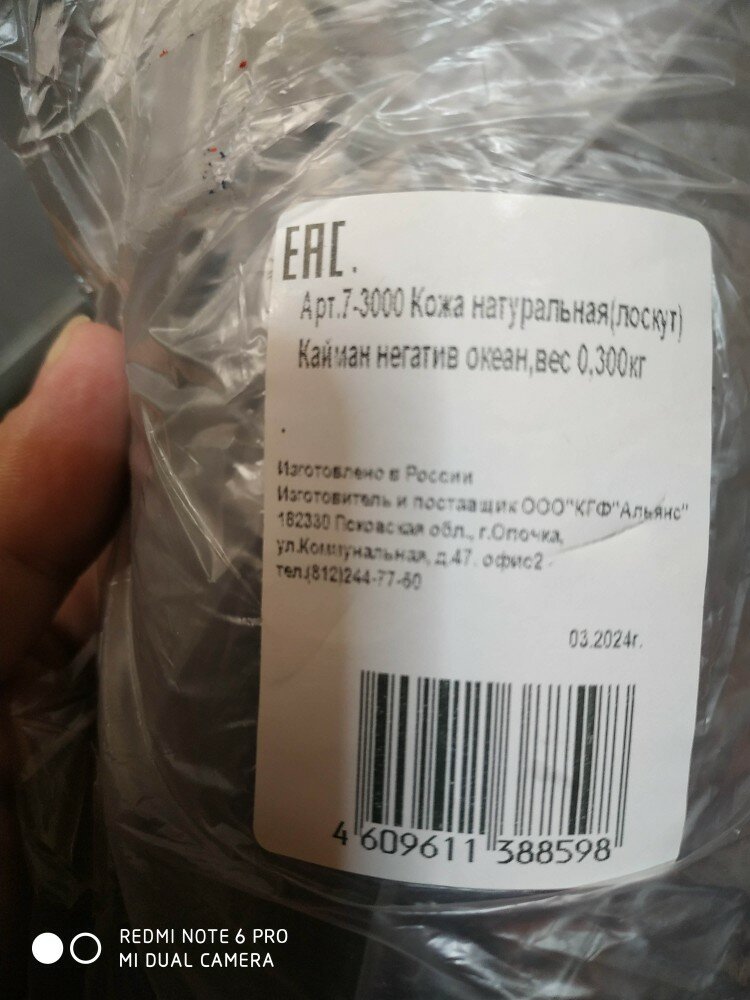 EAC.
Арт.7-3000 Кожа натуральная(лоскут)
Кайман негатив океан,вес 0,300кг
.
Изготовлено в России
Изготовитель и поставщик ООО"КГФ"Альянс"
182330 Псковская обл., г.Опочка,
ул.Коммунальная, д.47. офис2
тел.(812)244-77-60
03.2024г.
4 609611 388598
REDMI NOTE 6 PRO
MI DUAL CAMERA